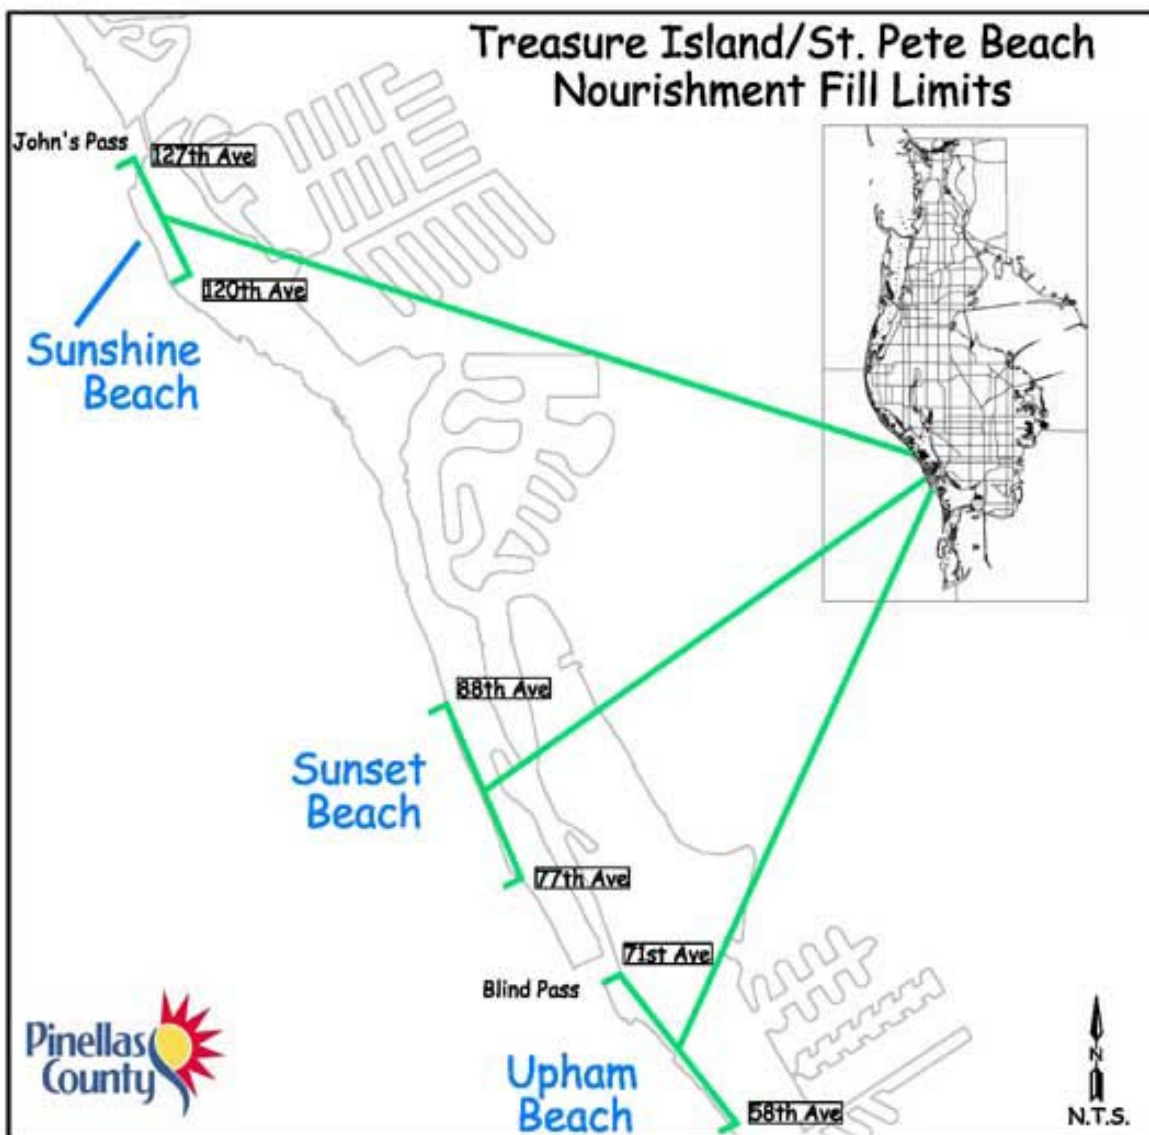 Treasure Island/St. Pete Beach
Nourishment Fill Limits
John's Pass
127th Ave
120th Ave
Sunshine
Beach
88th Ave
Sunset
Beach
77th Ave
71st Ave
Blind Pass
Upham
Beach
58th Ave
Pinellas
County
N
N.T.S.